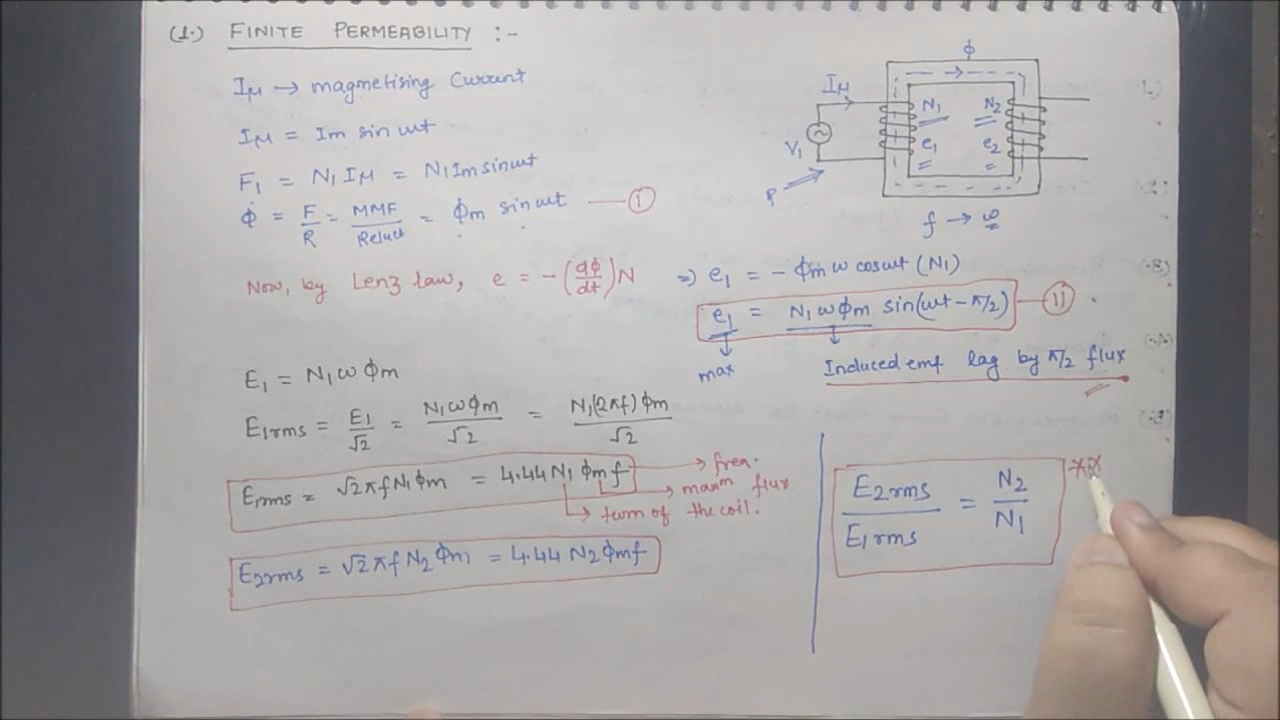 (1.) FINITE PERMEABILITY :-
Iμ → magnetising Current
Iμ = Im sin ωt
F1 = N1 Iμ = N1 Im sinωt
ϕ = F/R = MMF/Reluct = ϕm sin ωt — (I)
Now, by Lenz law, e = -(dϕ/dt)N ⇒ e1 = - ϕm ω cosωt (N1)
e1 = N1 ω ϕm sin(ωt - π/2) — (II)
max
Induced emf lag by π/2 flux
ϕ
Iμ
N1 N2
V1
e1 e2
P
f → ω
E1 = N1 ω ϕm
E1rms = E1/√2 = N1 ω ϕm/√2 = N1(2πf) ϕm/√2
E1rms = √2 π f N1 ϕm = 4.44 N1 ϕm f
→ freq.
→ maxm flux
→ turn of the coil.
E2rms = √2 π f N2 ϕm = 4.44 N2 ϕm f
E2rms/E1rms = N2/N1